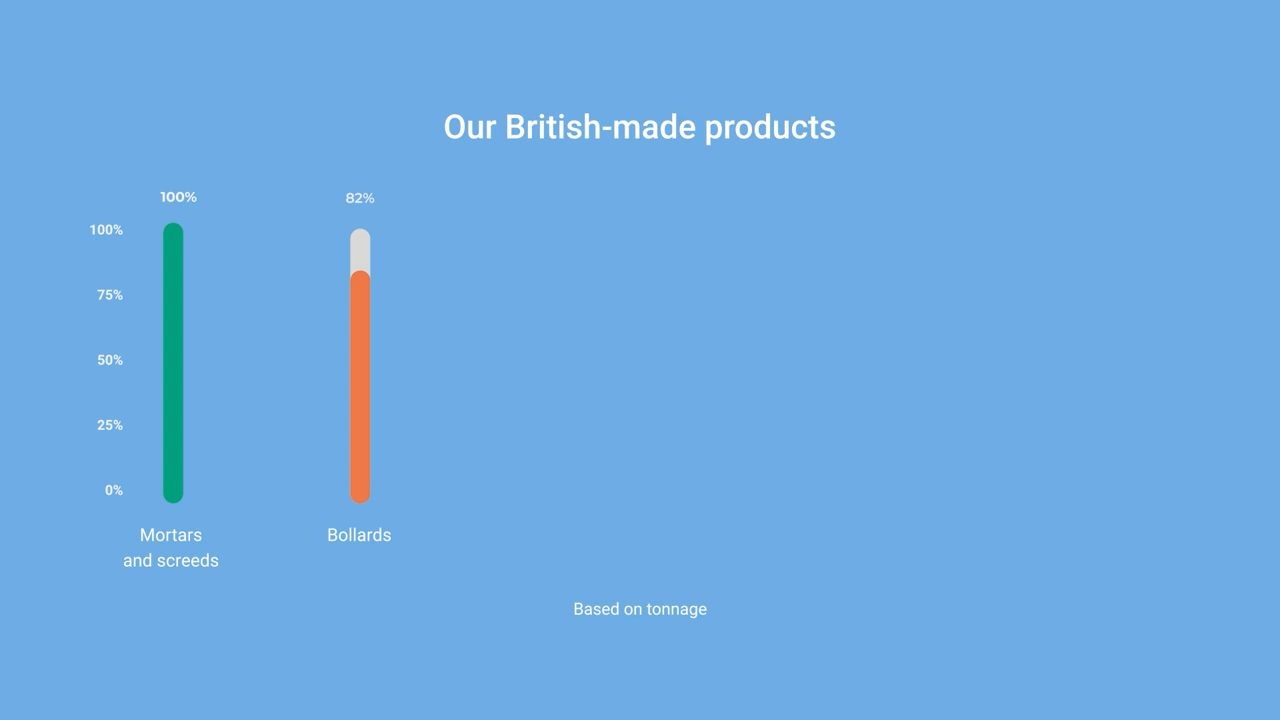 Our British-made products
100%
82%
100%
75%
50%
25%
0%
Mortars
and screeds
Bollards
Based on tonnage